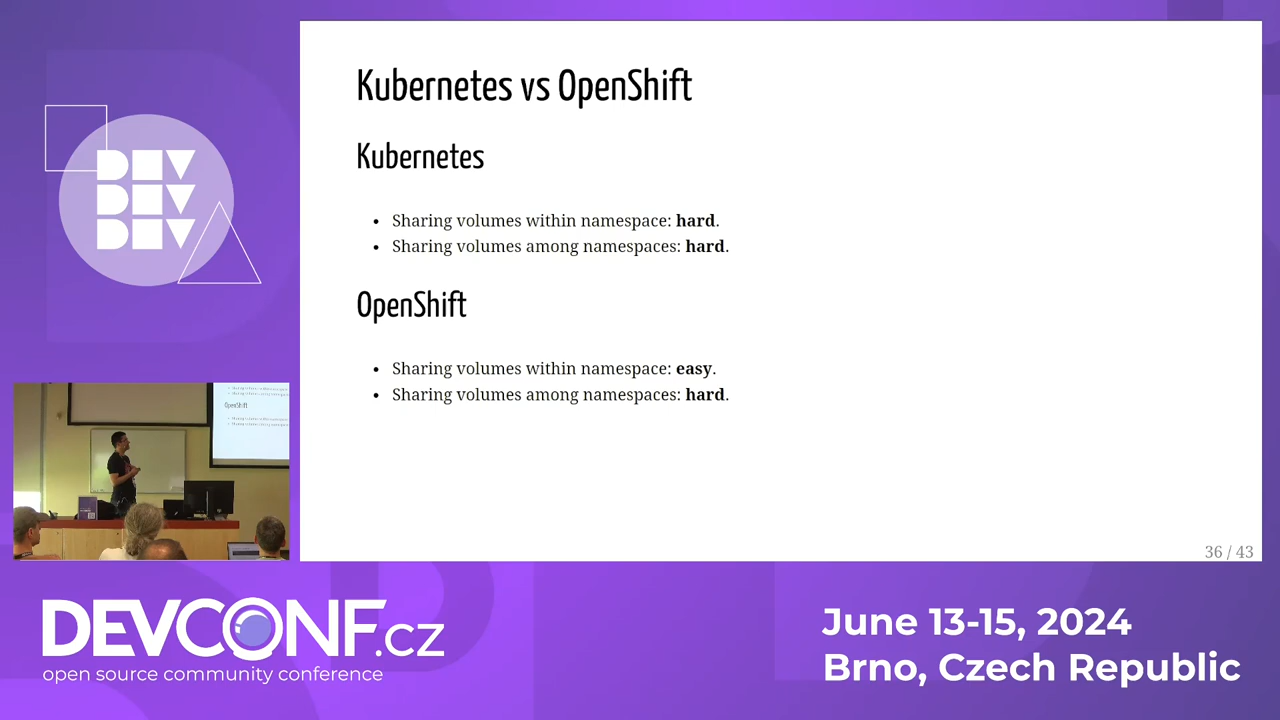 Kubernetes vs OpenShift
Kubernetes
• Sharing volumes within namespace: hard.
• Sharing volumes among namespaces: hard.
OpenShift
• Sharing volumes within namespace: easy.
• Sharing volumes among namespaces: hard.
36 / 43
DEV
DEV
DEV
OpenShift
DEVCONF.cz
open source community conference
June 13-15, 2024
Brno, Czech Republic